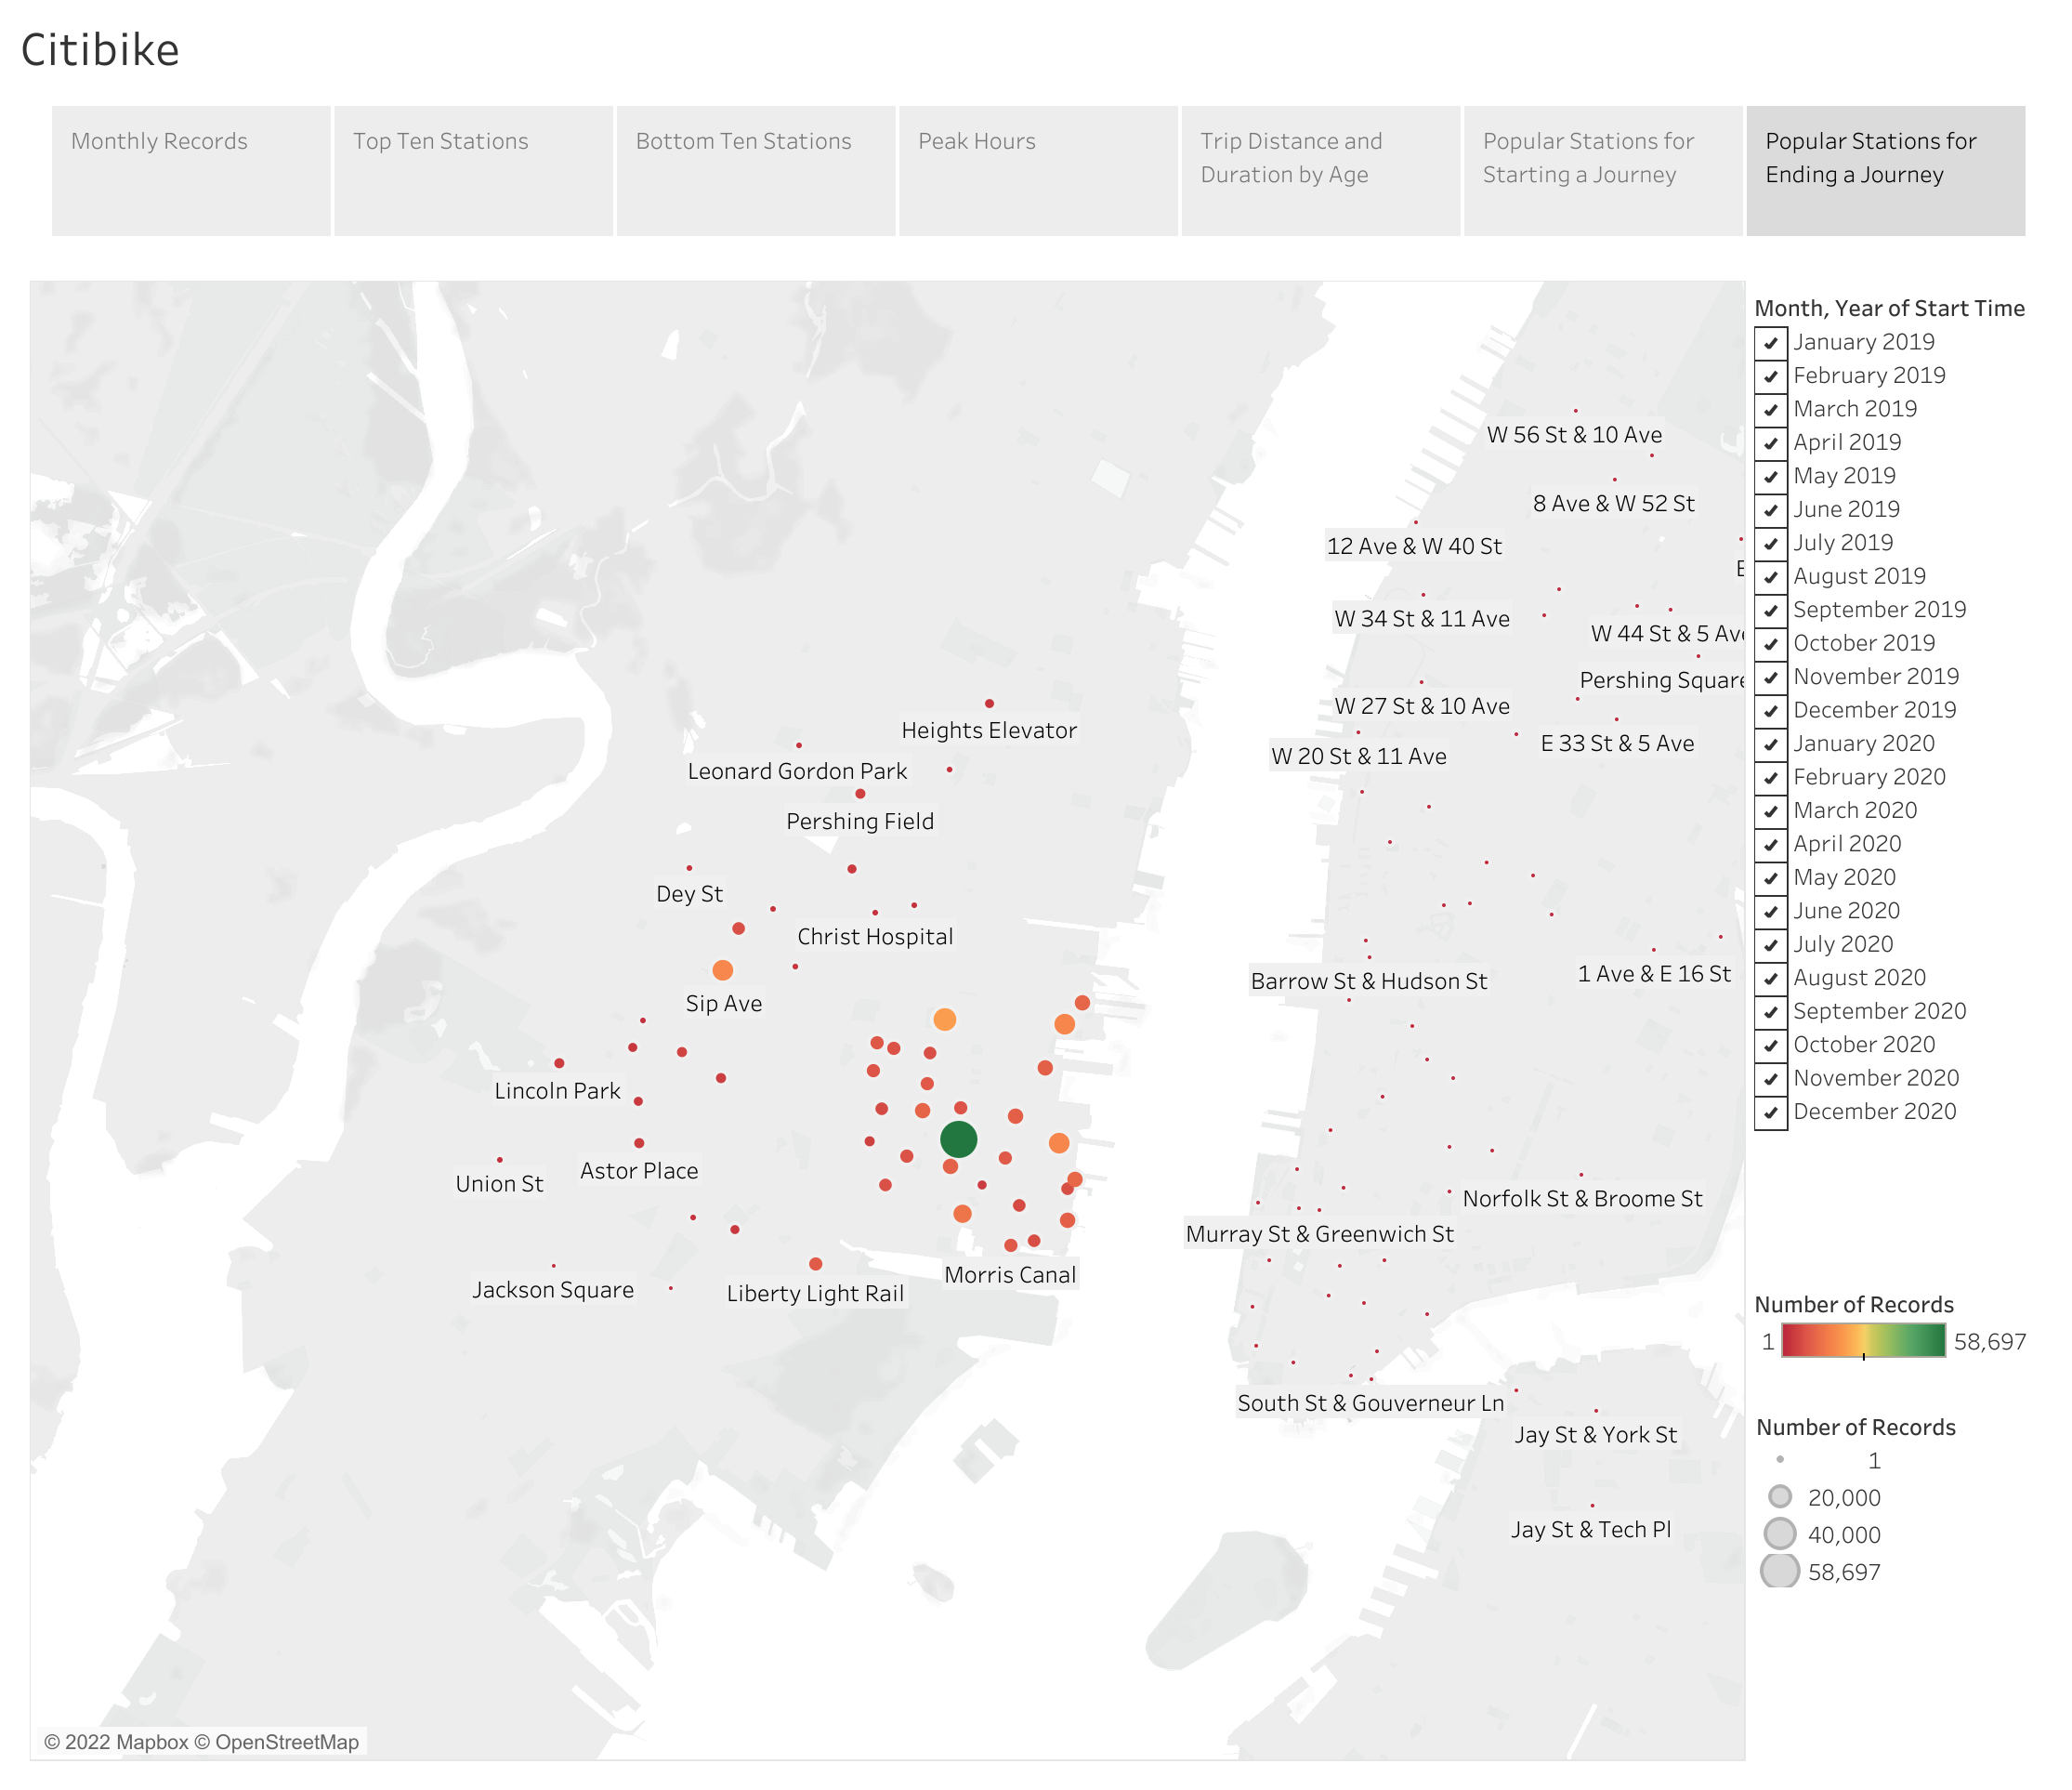 Citibike
Monthly Records
Top Ten Stations
Bottom Ten Stations
Peak Hours
Trip Distance and
Duration by Age
Popular Stations for
Starting a Journey
Popular Stations for
Ending a Journey
W 56 St & 10 Ave
8 Ave & W 52 St
12 Ave & W 40 St
E
W 34 St & 11 Ave
W 44 St & 5 Ave
Pershing Square
W 27 St & 10 Ave
Heights Elevator
E 33 St & 5 Ave
W 20 St & 11 Ave
Leonard Gordon Park
Pershing Field
Dey St
Christ Hospital
1 Ave & E 16 St
Barrow St & Hudson St
Sip Ave
Lincoln Park
Astor Place
Union St
Norfolk St & Broome St
Murray St & Greenwich St
Morris Canal
Jackson Square
Liberty Light Rail
South St & Gouverneur Ln
Jay St & York St
Jay St & Tech Pl
© 2022 Mapbox © OpenStreetMap
Month, Year of Start Time
January 2019
February 2019
March 2019
April 2019
May 2019
June 2019
July 2019
August 2019
September 2019
October 2019
November 2019
December 2019
January 2020
February 2020
March 2020
April 2020
May 2020
June 2020
July 2020
August 2020
September 2020
October 2020
November 2020
December 2020
Number of Records
1 58,697
Number of Records
1
20,000
40,000
58,697